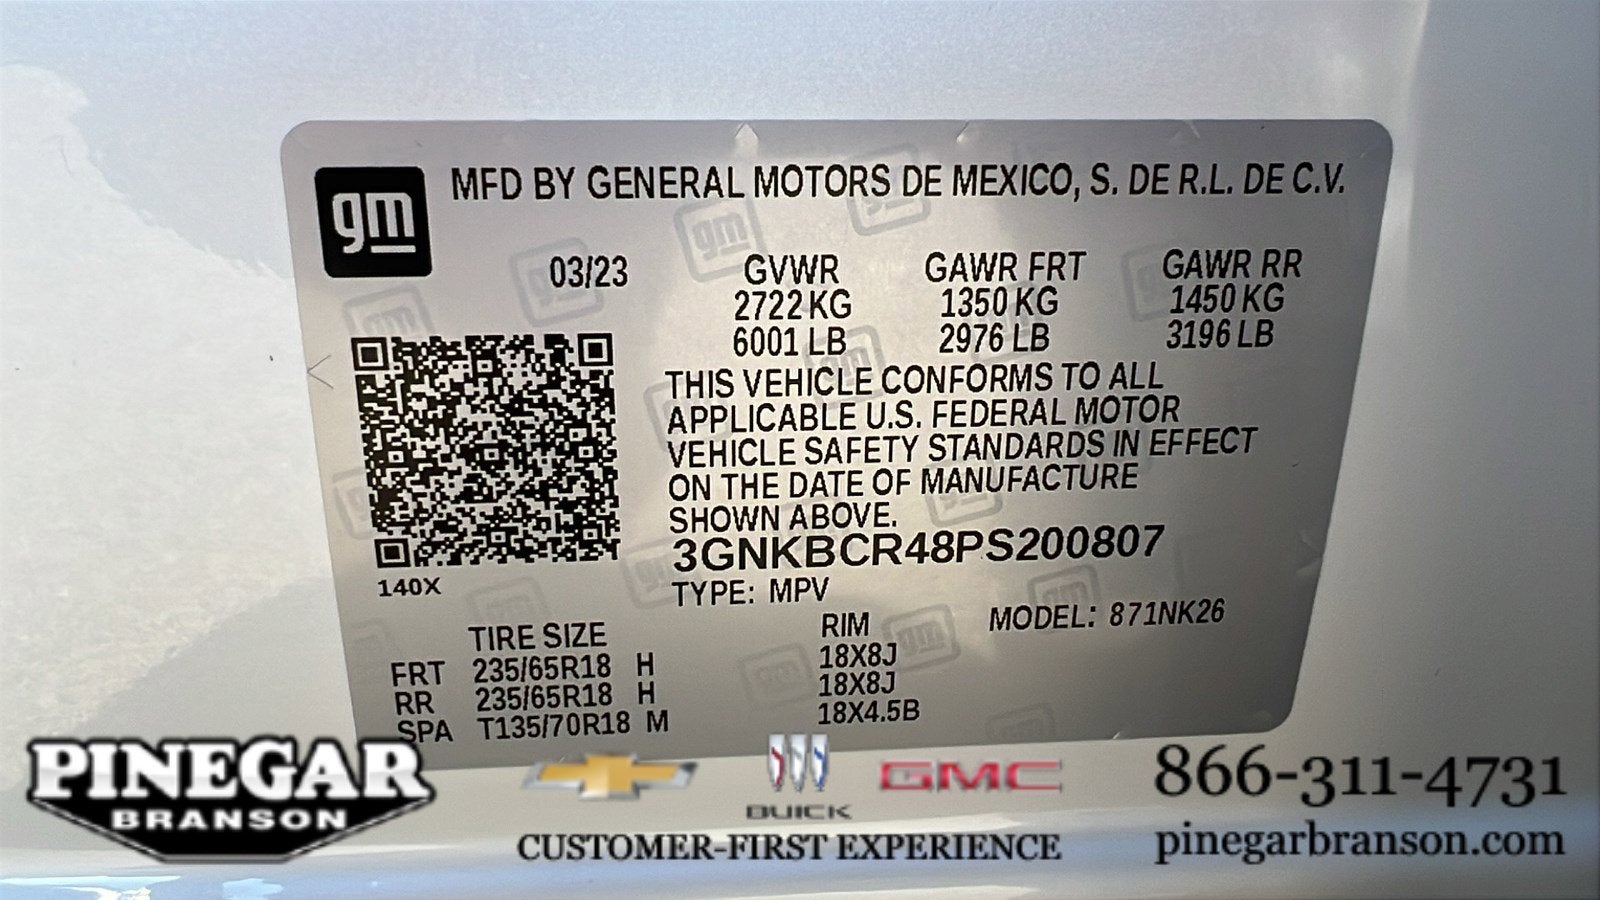 gm
MFD BY GENERAL MOTORS DE MEXICO, S. DE R.L. DE C.V.
03/23 GVWR GAWR FRT GAWR RR
2722 KG 1350 KG 1450 KG
6001 LB 2976 LB 3196 LB
THIS VEHICLE CONFORMS TO ALL
APPLICABLE U.S. FEDERAL MOTOR
VEHICLE SAFETY STANDARDS IN EFFECT
ON THE DATE OF MANUFACTURE
SHOWN ABOVE.
3GNKBCR48PS200807
140X
TYPE: MPV
MODEL: 871NK26
TIRE SIZE RIM
FRT 235/65R18 H 18X8J
RR 235/65R18 H 18X8J
SPA T135/70R18 M 18X4.5B
PINEGAR
BRANSON
BUICK
GMC
CUSTOMER-FIRST EXPERIENCE
866-311-4731
pinegarbranson.com